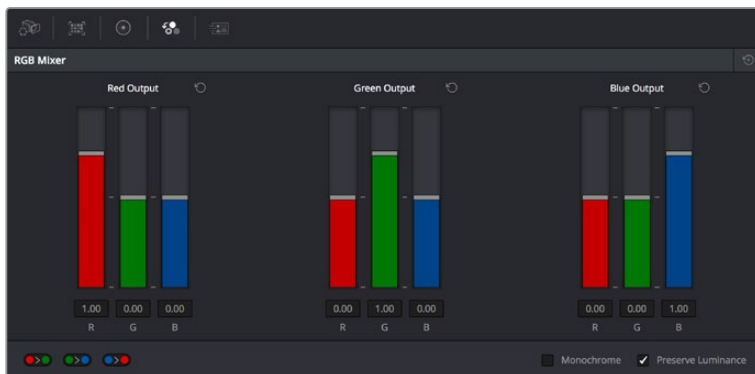 RGB Mixer
Red Output
Green Output
Blue Output
1.00 0.00 0.00
R G B
0.00 1.00 0.00
R G B
0.00 0.00 1.00
R G B
Monochrome
Preserve Luminance